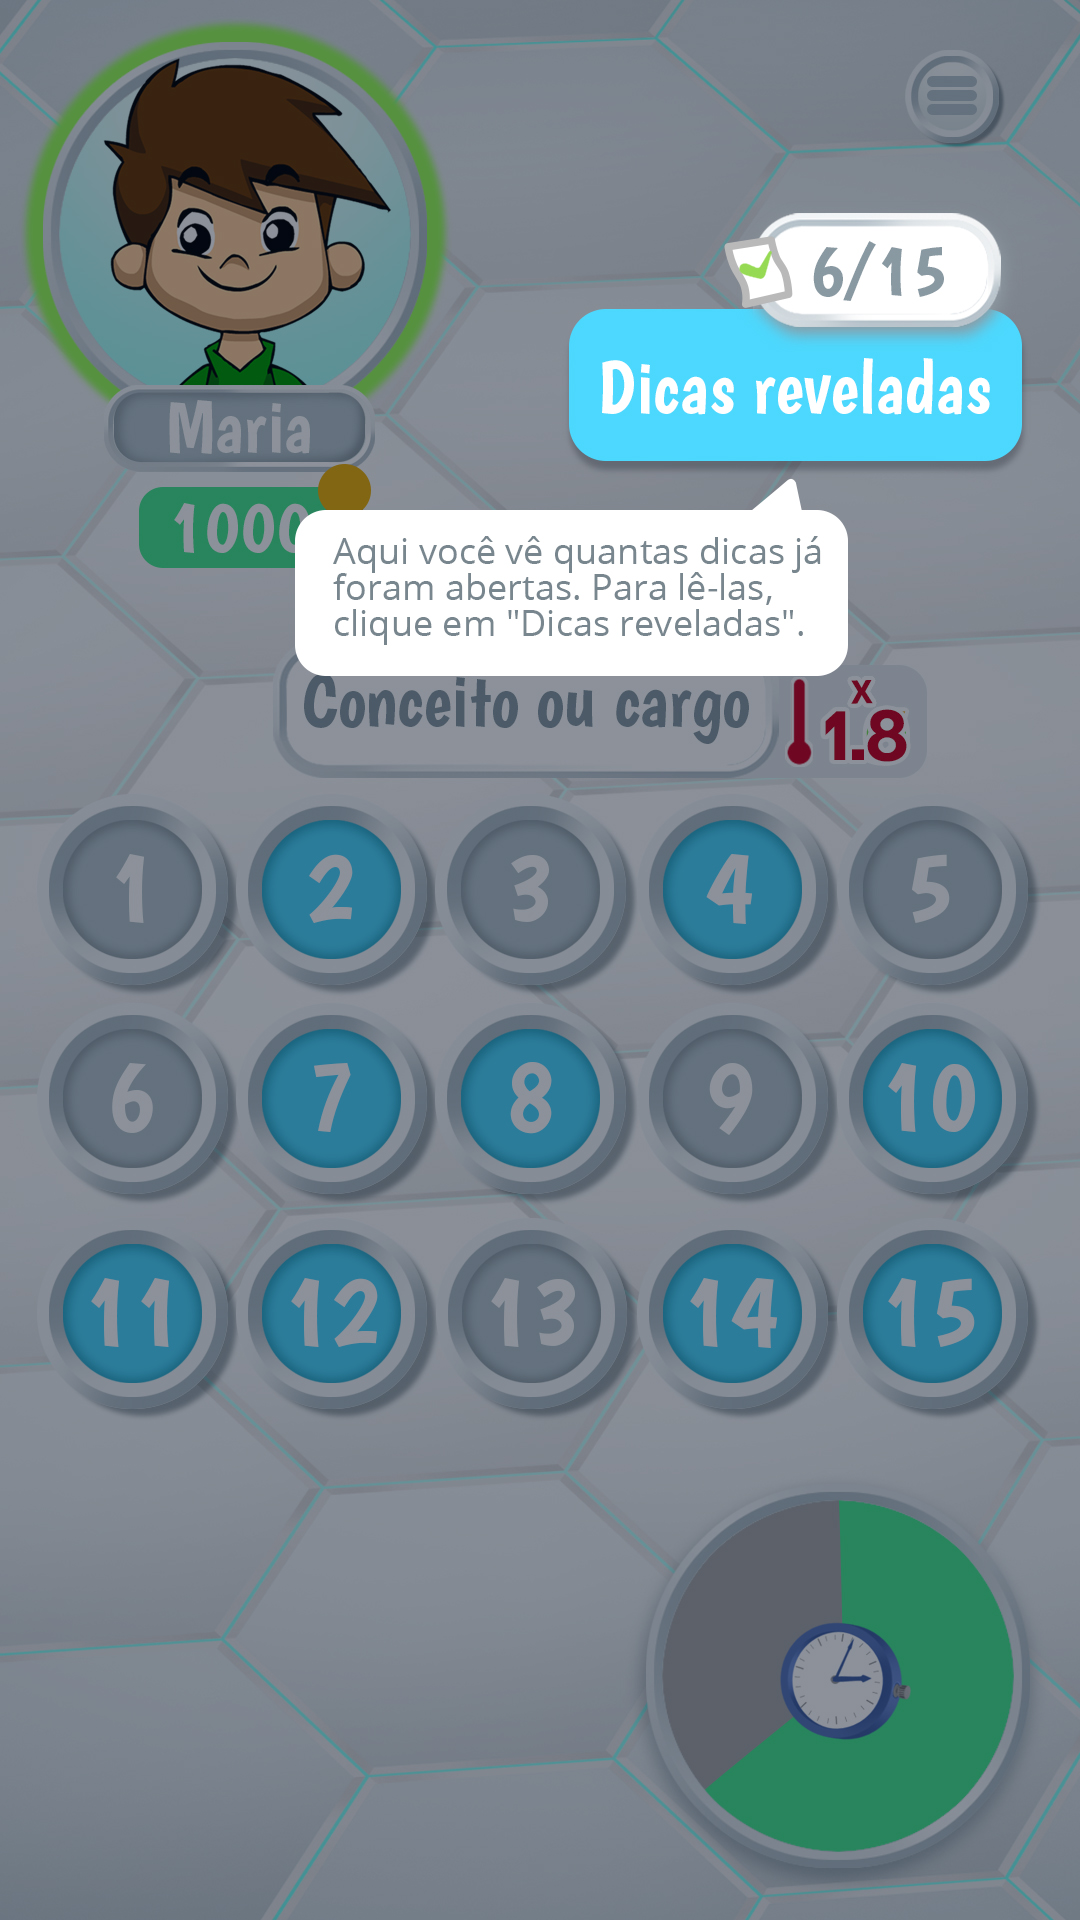 6/15
Dicas reveladas
Maria
1000
Aqui você vê quantas dicas já
foram abertas. Para lê-las,
clique em "Dicas reveladas".
Conceito ou cargo
x
1.8
1 2 3 4 5
6 7 8 9 10
11 12 13 14 15